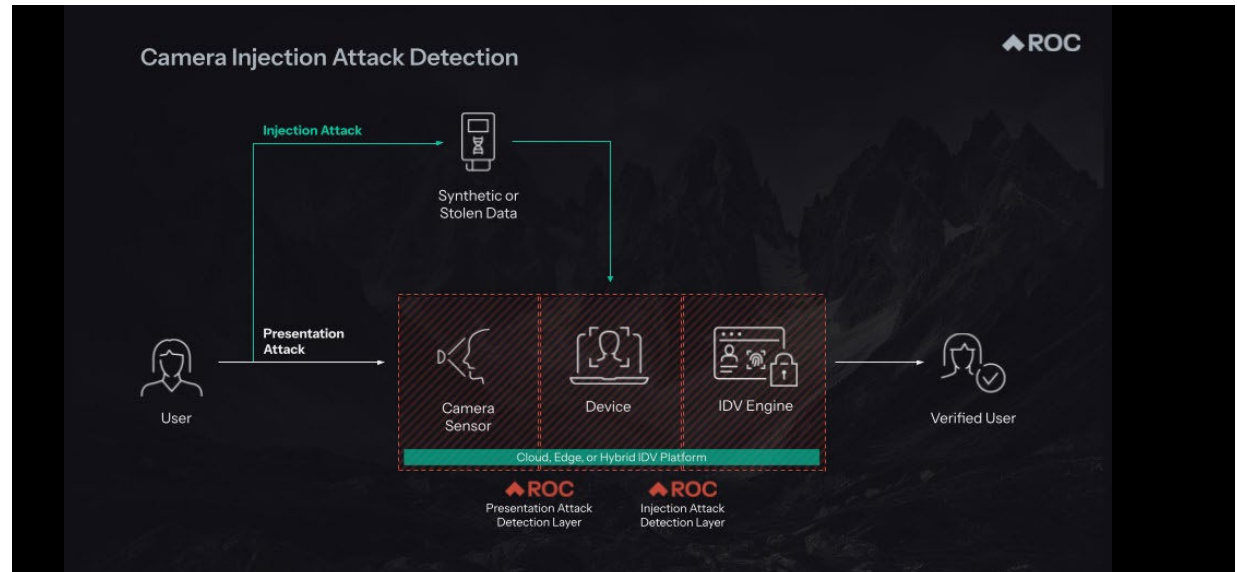 Camera Injection Attack Detection
ROC
Injection Attack
Synthetic or
Stolen Data
Presentation
Attack
User
Camera
Sensor
Device
IDV Engine
Verified User
Cloud, Edge, or Hybrid IDV Platform
ROC
Presentation Attack
Detection Layer
ROC
Injection Attack
Detection Layer